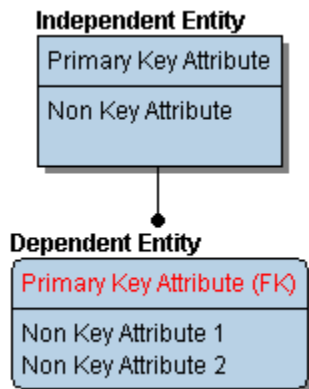 Independent Entity
Primary Key Attribute
Non Key Attribute
Dependent Entity
Primary Key Attribute (FK)
Non Key Attribute 1
Non Key Attribute 2